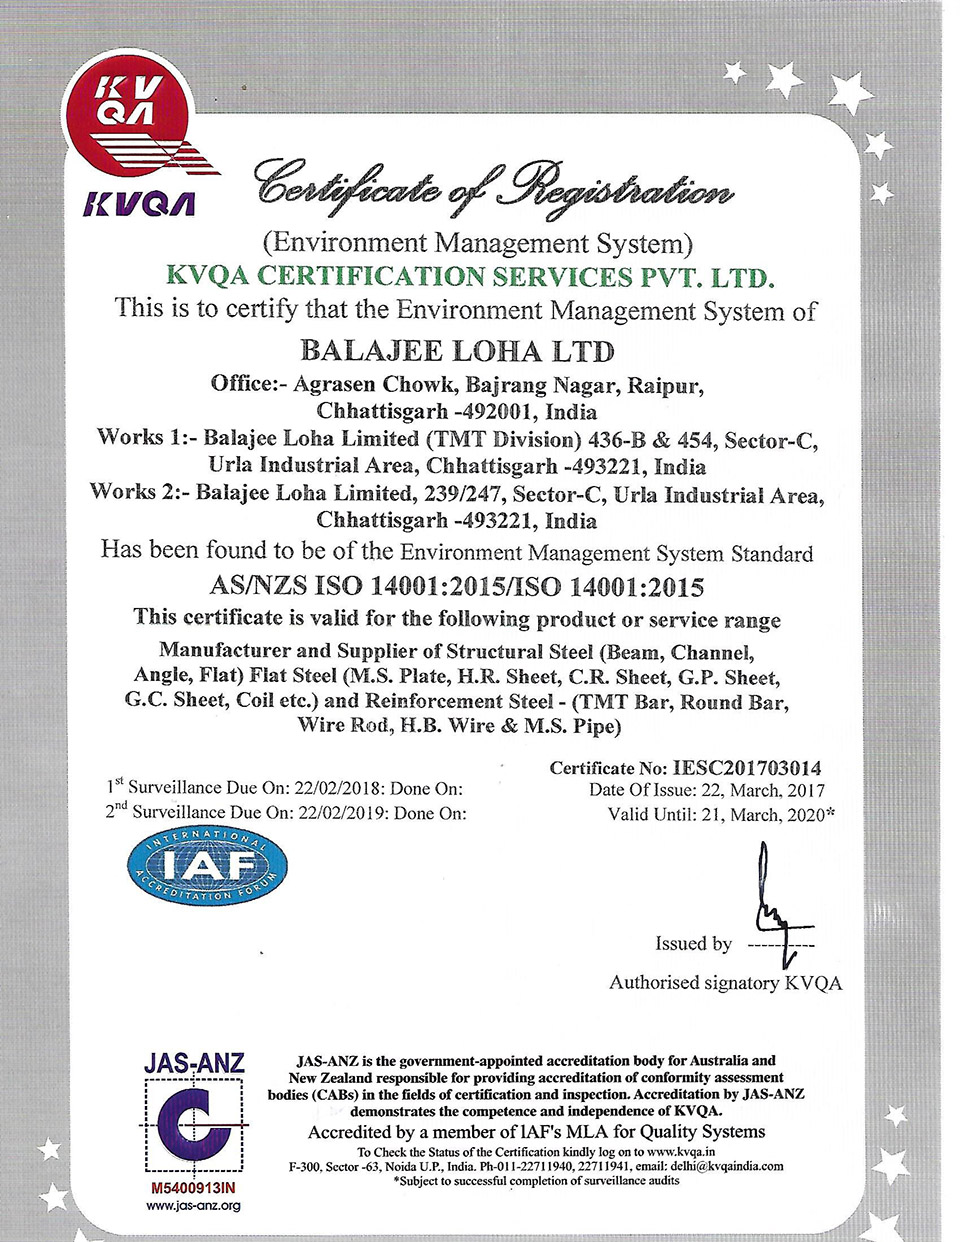 KV
QA
KVQA
Certificate of Registration
(Environment Management System)
KVQA CERTIFICATION SERVICES PVT. LTD.
This is to certify that the Environment Management System of
BALAJEE LOHA LTD
Office:- Agrasen Chowk, Bajrang Nagar, Raipur,
Chhattisgarh -492001, India
Works 1:- Balajee Loha Limited (TMT Division) 436-B & 454, Sector-C,
Urla Industrial Area, Chhattisgarh -493221, India
Works 2:- Balajee Loha Limited, 239/247, Sector-C, Urla Industrial Area,
Chhattisgarh -493221, India
Has been found to be of the Environment Management System Standard
AS/NZS ISO 14001:2015/ISO 14001:2015
This certificate is valid for the following product or service range
Manufacturer and Supplier of Structural Steel (Beam, Channel,
Angle, Flat) Flat Steel (M.S. Plate, H.R. Sheet, C.R. Sheet, G.P. Sheet,
G.C. Sheet, Coil etc.) and Reinforcement Steel - (TMT Bar, Round Bar,
Wire Rod, H.B. Wire & M.S. Pipe)
Certificate No: IESC201703014
1st Surveillance Due On: 22/02/2018: Done On:
Date Of Issue: 22, March, 2017
2nd Surveillance Due On: 22/02/2019: Done On:
Valid Until: 21, March, 2020*
INTERNATIONAL
IAF
ACCREDITATION FORUM
Issued by
Authorised signatory KVQA
JAS-ANZ
M5400913IN
www.jas-anz.org
JAS-ANZ is the government-appointed accreditation body for Australia and
New Zealand responsible for providing accreditation of conformity assessment
bodies (CABs) in the fields of certification and inspection. Accreditation by JAS-ANZ
demonstrates the competence and independence of KVQA.
Accredited by a member of IAF's MLA for Quality Systems
To Check the Status of the Certification kindly log on to www.kvqa.in
F-300, Sector -63, Noida U.P., India. Ph-011-22711940, 22711941, email: delhi@kvqaindia.com
*Subject to successful completion of surveillance audits